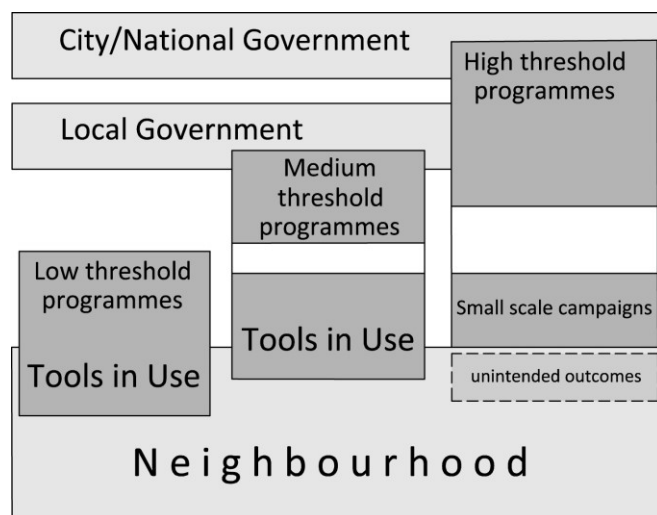 City/National Government
High threshold
programmes
Local Government
Medium
threshold
programmes
Low threshold
programmes
Tools in Use
Tools in Use
Small scale campaigns
unintended outcomes
Neighbourhood